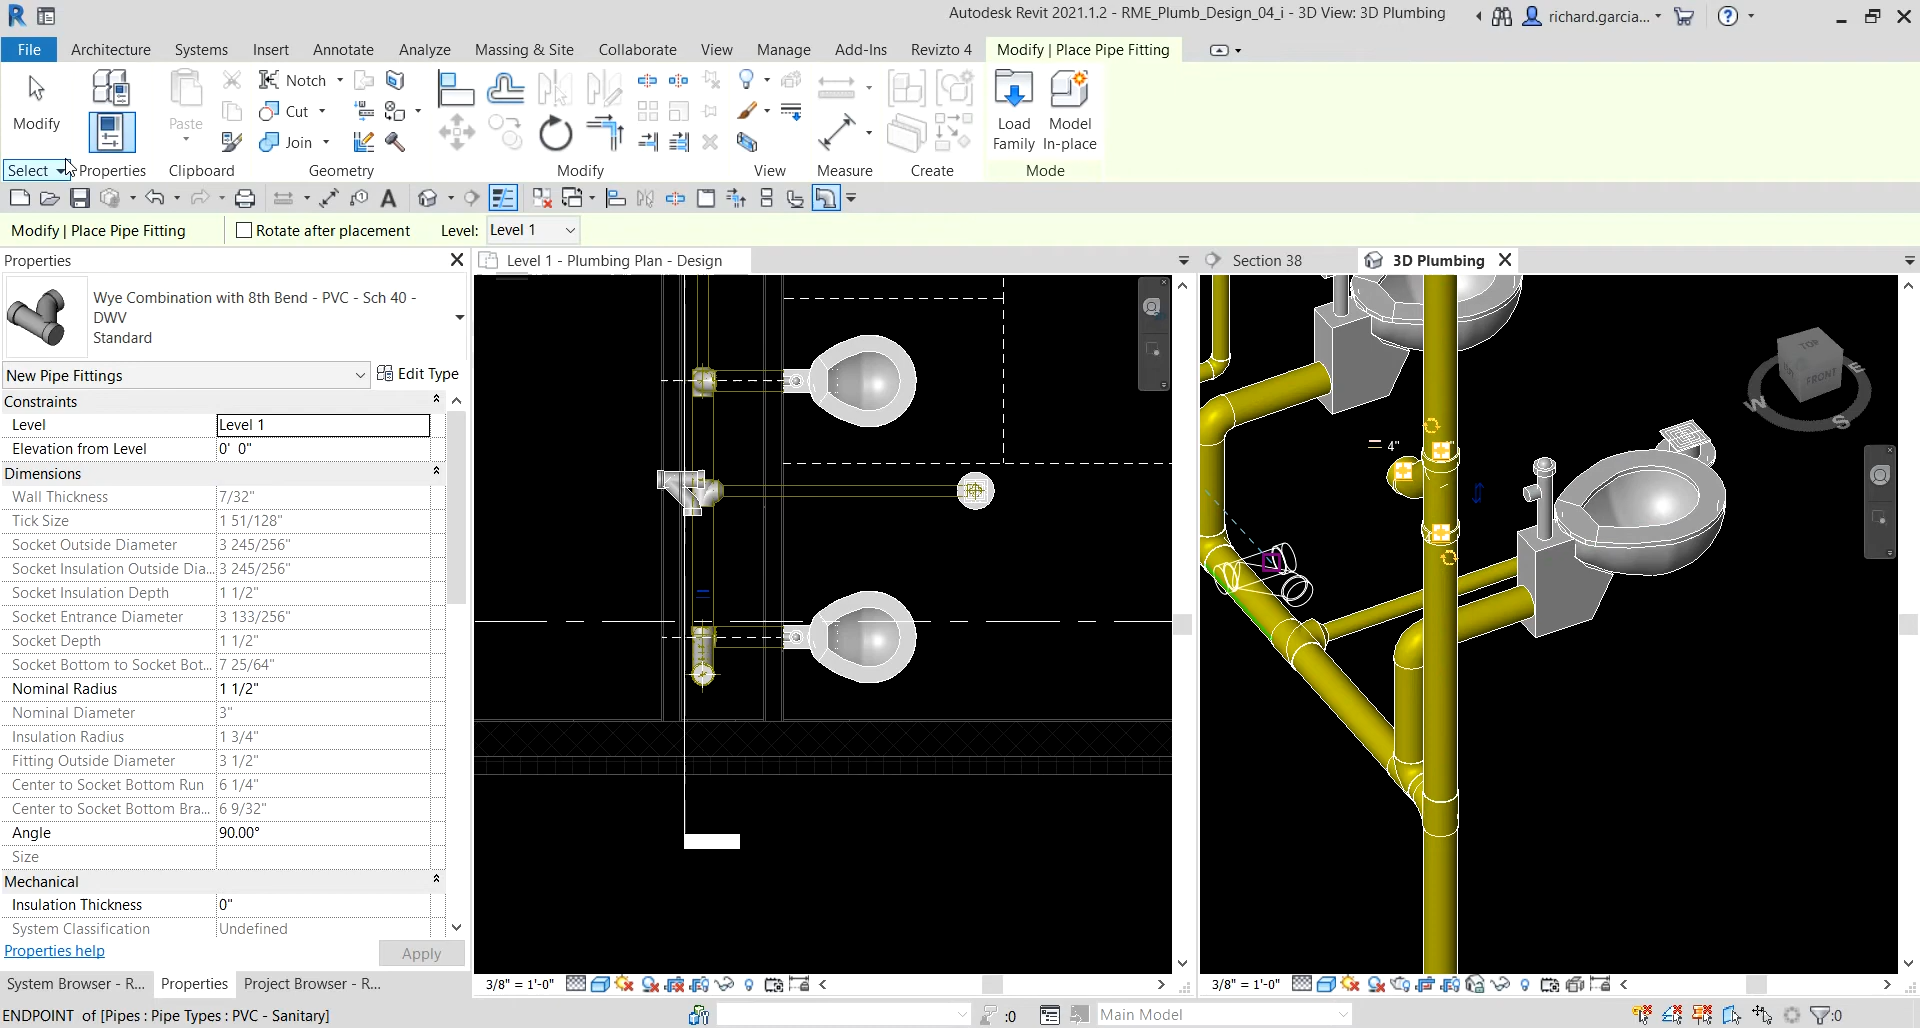 Autodesk Revit 2021.1.2 - RME_Plumb_Design_04_i - 3D View: 3D Plumbing
richard.garcia...
File Architecture Systems Insert Annotate Analyze Massing & Site Collaborate View Manage Add-Ins Revizto 4 Modify | Place Pipe Fitting
Modify
Paste
Notch
Cut
Join
Load Family
Model In-place
Select Properties Clipboard Geometry Modify View Measure Create Mode
Modify | Place Pipe Fitting Rotate after placement Level: Level 1
Properties
Level 1 - Plumbing Plan - Design
Section 38
3D Plumbing
Wye Combination with 8th Bend - PVC - Sch 40 -
DWV
Standard
New Pipe Fittings Edit Type
Constraints
Level Level 1
Elevation from Level 0' 0"
Dimensions
Wall Thickness 7/32"
Tick Size 1 51/128"
Socket Outside Diameter 3 245/256"
Socket Insulation Outside Dia... 3 245/256"
Socket Insulation Depth 1 1/2"
Socket Entrance Diameter 3 133/256"
Socket Depth 1 1/2"
Socket Bottom to Socket Bot... 7 25/64"
Nominal Radius 1 1/2"
Nominal Diameter 3"
Insulation Radius 1 3/4"
Fitting Outside Diameter 3 1/2"
Center to Socket Bottom Run 6 1/4"
Center to Socket Bottom Bra... 6 9/32"
Angle 90.00°
Size
Mechanical
Insulation Thickness 0"
System Classification Undefined
Properties help Apply
4"
TOP
FRONT
W
S
E
System Browser - R... Properties Project Browser - R...
3/8" = 1'-0"
3/8" = 1'-0"
ENDPOINT of [Pipes : Pipe Types : PVC - Sanitary]
:0
Main Model
:0